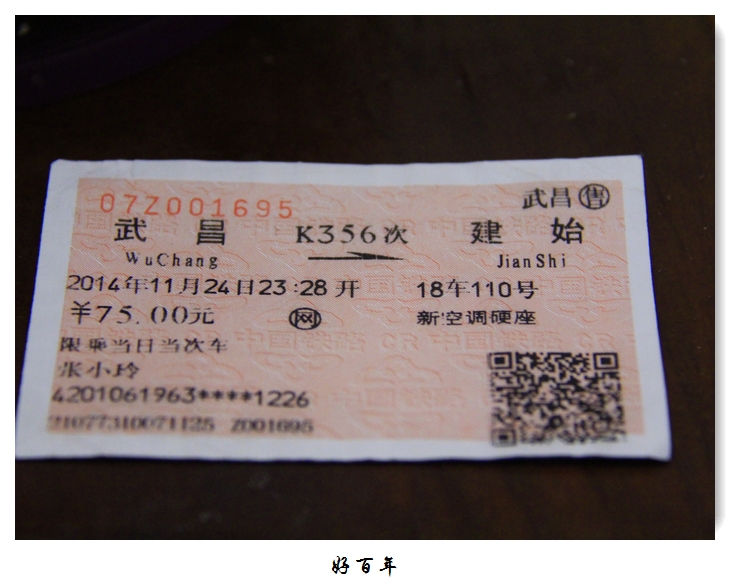 07Z001695 武昌售
武昌 K356次 建始
WuChang JianShi
2014年11月24日23:28开 18车110号
¥75.00元 网 新空调硬座
限乘当日当次车
张小玲
4201061963****1226
21077310071125 Z001695
好百年